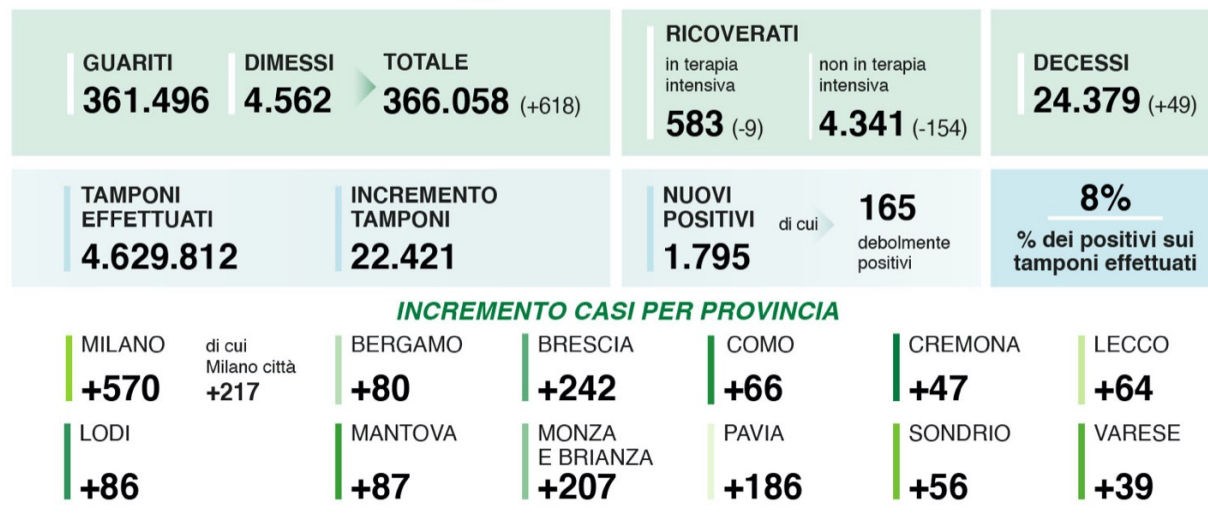 GUARITI
361.496
DIMESSI
4.562
TOTALE
366.058 (+618)
RICOVERATI
in terapia
intensiva
583 (-9)
non in terapia
intensiva
4.341 (-154)
DECESSI
24.379 (+49)
TAMPONI
EFFETTUATI
4.629.812
INCREMENTO
TAMPONI
22.421
NUOVI
POSITIVI
1.795
di cui
165
debolmente
positivi
8%
% dei positivi sui
tamponi effettuati
INCREMENTO CASI PER PROVINCIA
MILANO
+570
di cui
Milano città
+217
BERGAMO
+80
BRESCIA
+242
COMO
+66
CREMONA
+47
LECCO
+64
LODI
+86
MANTOVA
+87
MONZA
E BRIANZA
+207
PAVIA
+186
SONDRIO
+56
VARESE
+39